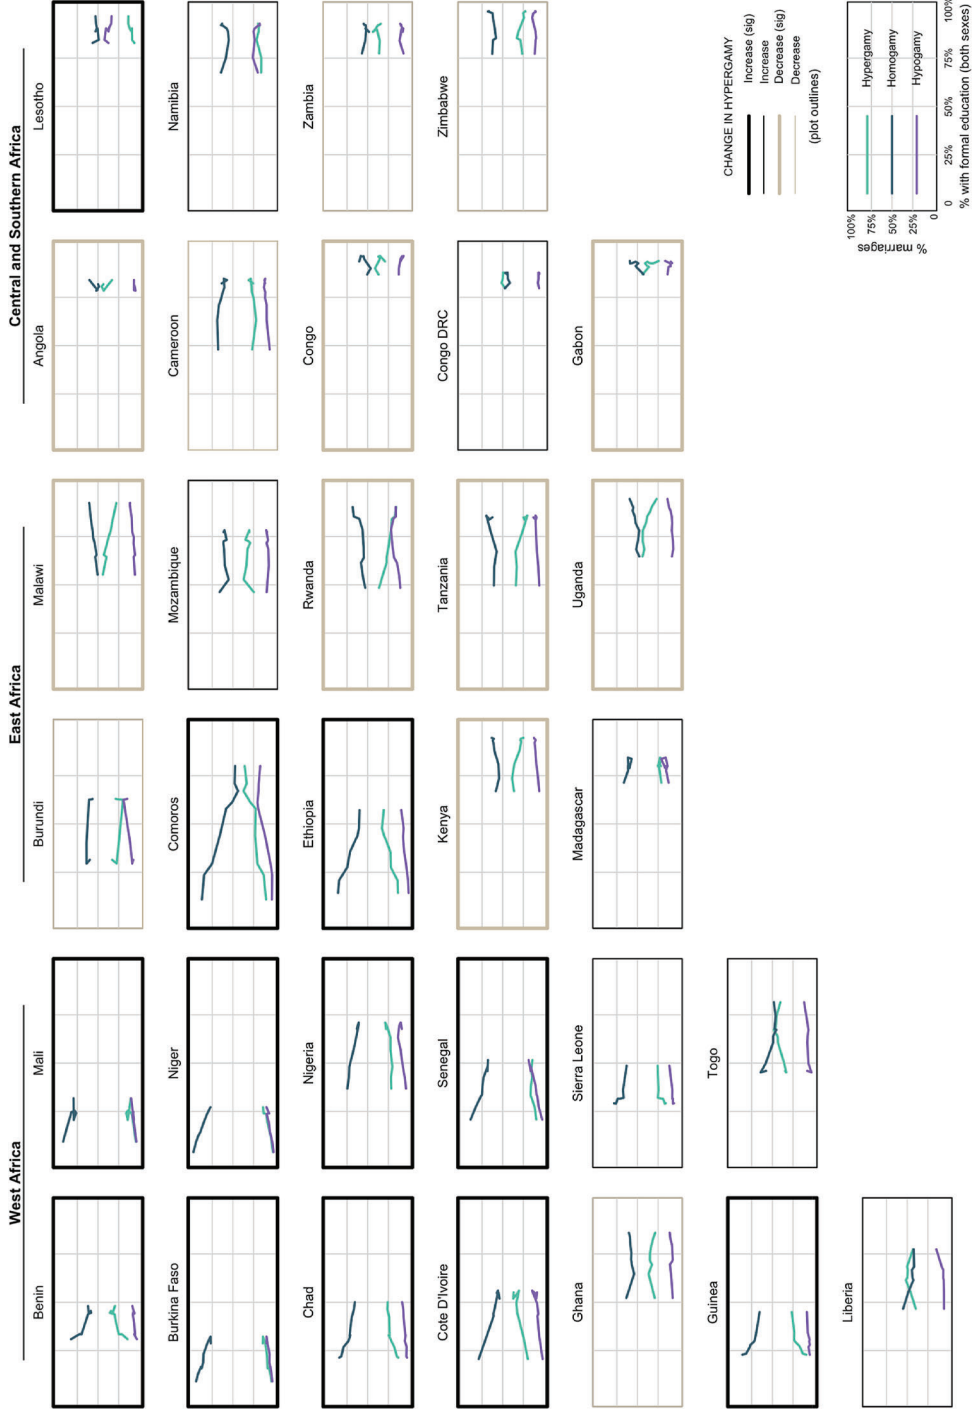 West Africa
Benin
Mali
Burkina Faso
Niger
Chad
Nigeria
Cote D'Ivoire
Senegal
Ghana
Sierra Leone
Guinea
Togo
Liberia
East Africa
Burundi
Malawi
Comoros
Mozambique
Ethiopia
Rwanda
Kenya
Tanzania
Madagascar
Uganda
Central and Southern Africa
Angola
Lesotho
Cameroon
Namibia
Congo
Zambia
Congo DRC
Zimbabwe
Gabon
CHANGE IN HYPERGAMY
Increase (sig)
Increase
Decrease (sig)
Decrease
(plot outlines)
% marriages
100%
75%
50%
25%
0
Hypergamy
Homogamy
Hypogamy
0 25% 50% 75% 100%
% with formal education (both sexes)